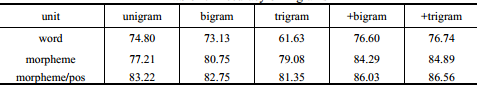 unit unigram bigram trigram +bigram +trigram
word 74.80 73.13 61.63 76.60 76.74
morpheme 77.21 80.75 79.08 84.29 84.89
morpheme/pos 83.22 82.75 81.35 86.03 86.56